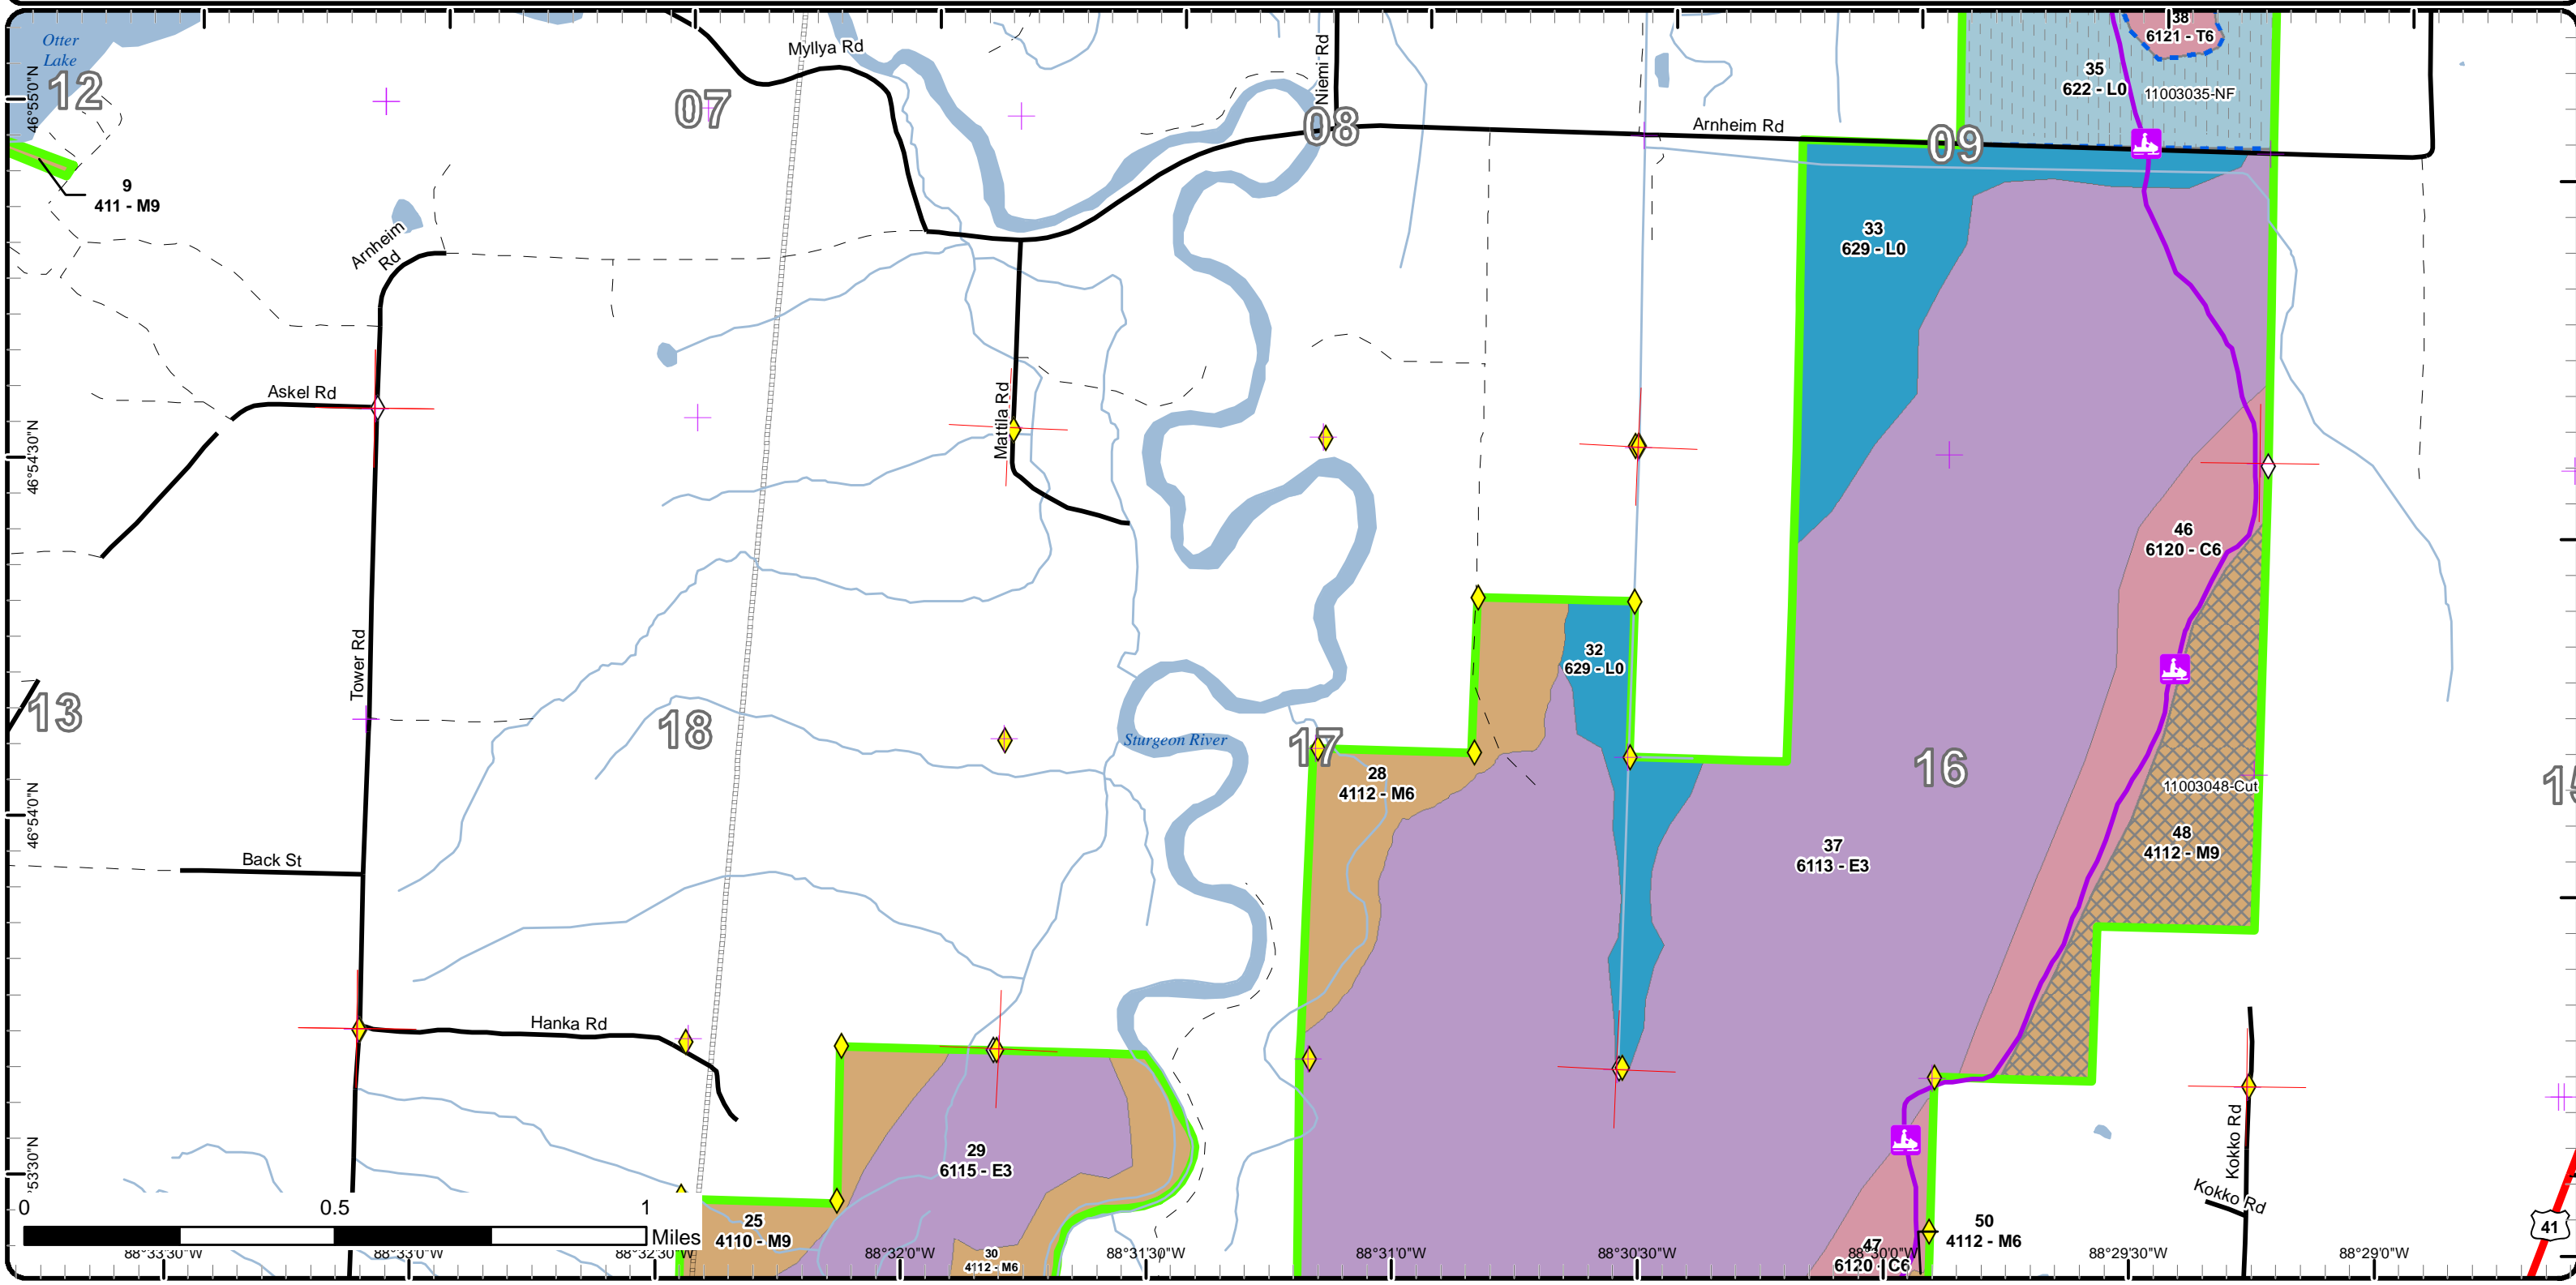 Otter
Lake
12
46°55'0"N
9
411 - M9
07
Myllya Rd
Niemi Rd
08
Arnheim Rd
09
38
6121 - T6
35
622 - L0
11003035-NF
33
629 - L0
Arnheim
Rd
Askel Rd
46°54'30"N
Mattila Rd
46
6120 - C6
Tower Rd
13
18
Sturgeon River
17
32
629 - L0
28
4112 - M6
16
11003048-Cut
48
4112 - M9
37
6113 - E3
46°54'0"N
Back St
Hanka Rd
29
6115 - E3
Kokko Rd
Kokko Rd
41
0
0.5
1
Miles
25
4110 - M9
30
4112 - M6
47
6120 - C6
50
4112 - M6
88°33'30"W
88°33'0"W
88°32'30"W
88°32'0"W
88°31'30"W
88°31'0"W
88°30'30"W
88°30'0"W
88°29'30"W
88°29'0"W